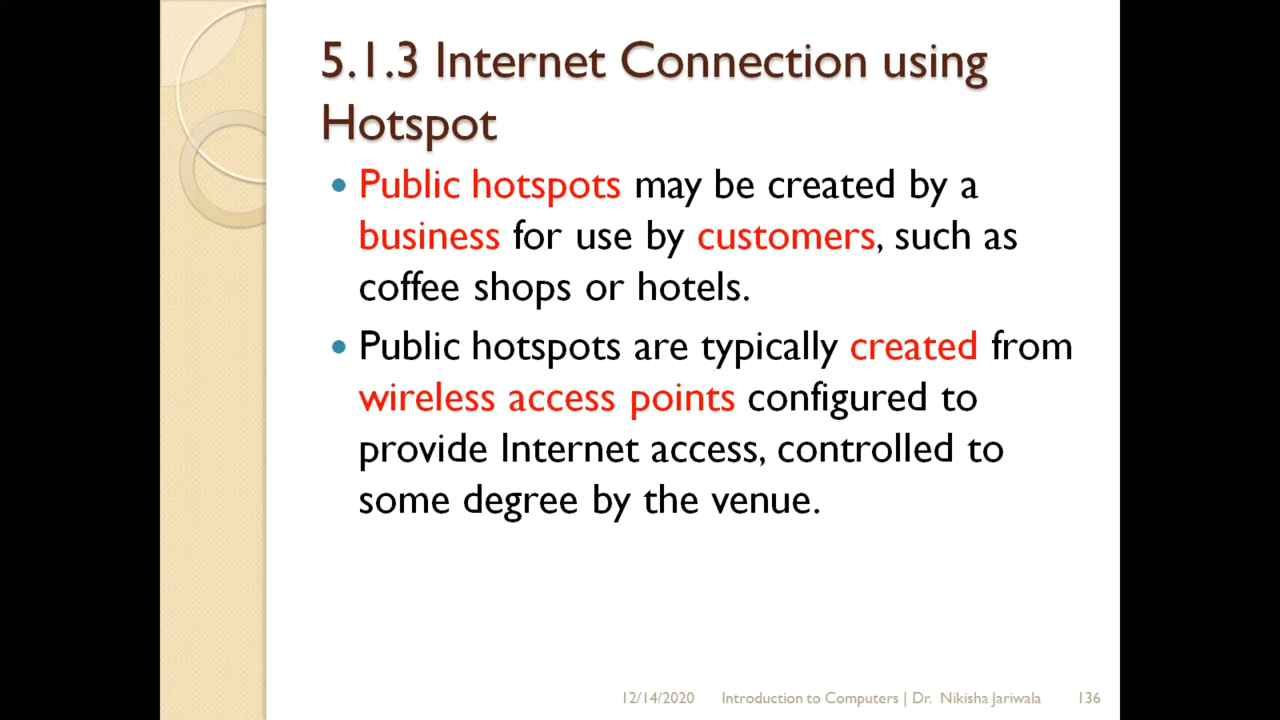 5.1.3 Internet Connection using
Hotspot
• Public hotspots may be created by a
business for use by customers, such as
coffee shops or hotels.
• Public hotspots are typically created from
wireless access points configured to
provide Internet access, controlled to
some degree by the venue.
12/14/2020 Introduction to Computers | Dr. Nikisha Jariwala 136